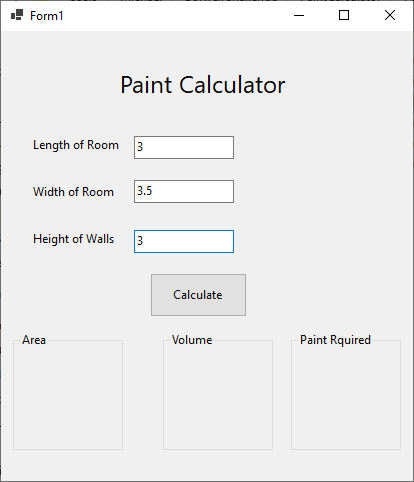 Form1
Paint Calculator
Length of Room 3
Width of Room 3.5
Height of Walls 3
Calculate
Area Volume Paint Rquired